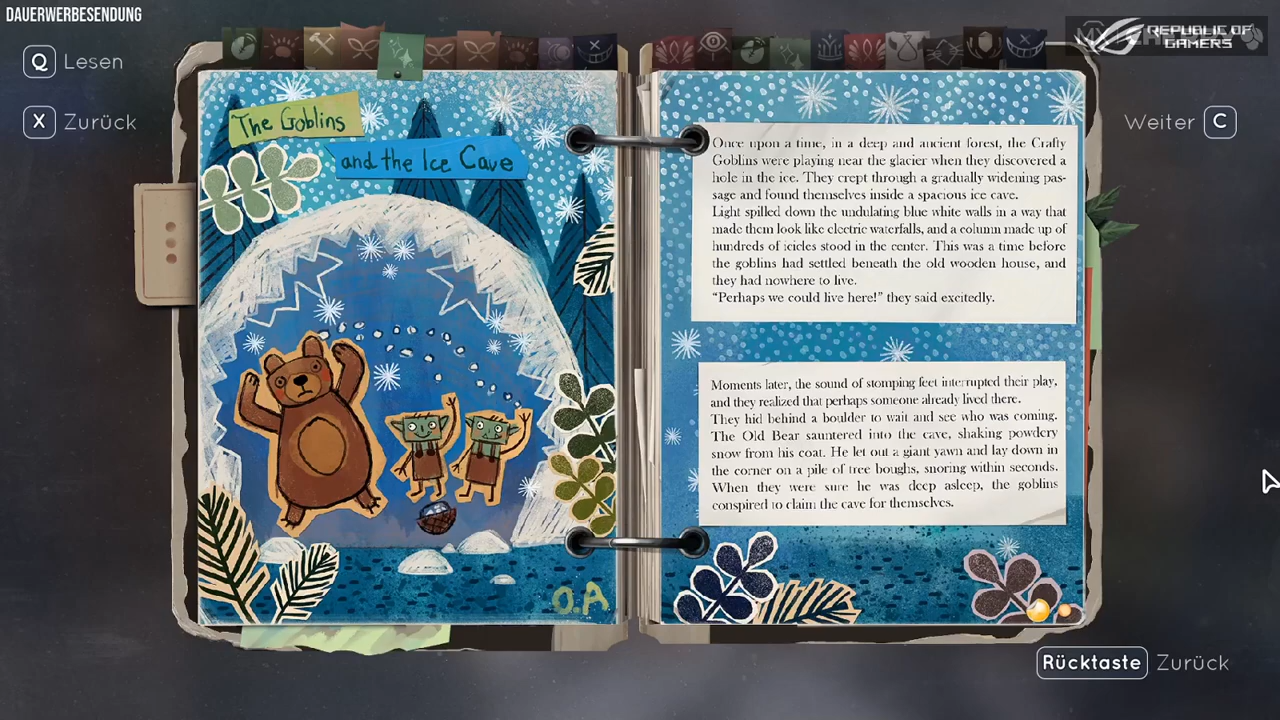 DAUERWERBESENDUNG
REPUBLIC OF
GAMERS
Q Lesen
X Zurück
Weiter C
The Goblins
and the Ice Cave
O.A
Once upon a time, in a deep and ancient forest, the Crafty
Goblins were playing near the glacier when they discovered a
hole in the ice. They crept through a gradually widening pas-
sage and found themselves inside a spacious ice cave.
Light spilled down the undulating blue white walls in a way that
made them look like electric waterfalls, and a column made up of
hundreds of icicles stood in the center. This was a time before
the goblins had settled beneath the old wooden house, and
they had nowhere to live.
“Perhaps we could live here!” they said excitedly.
Moments later, the sound of stomping feet interrupted their play,
and they realized that perhaps someone already lived there.
They hid behind a boulder to wait and see who was coming.
The Old Bear sauntered into the cave, shaking powdery
snow from his coat. He let out a giant yawn and lay down in
the corner on a pile of tree boughs, snoring within seconds.
When they were sure he was deep asleep, the goblins
conspired to claim the cave for themselves.
Rücktaste Zurück